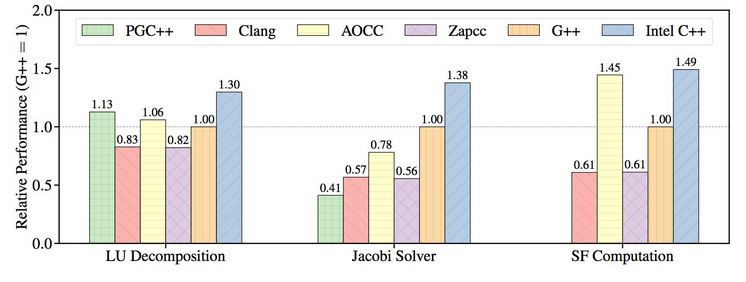 Relative Performance (G++ = 1)
2.0
1.5
1.0
0.5
0.0
PGC++ Clang AOCC Zapcc G++ Intel C++
1.13 0.83 1.06 0.82 1.00 1.30
0.41 0.57 0.78 0.56 1.00 1.38
0.61 1.45 0.61 1.00 1.49
LU Decomposition Jacobi Solver SF Computation